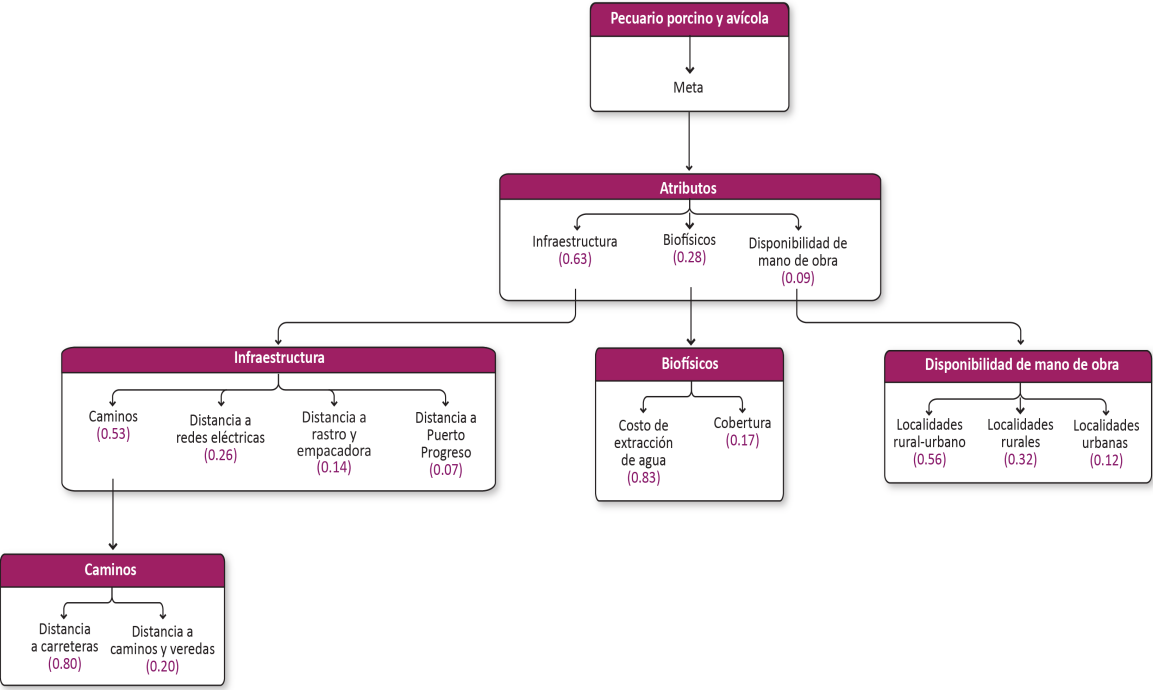 Pecuario porcino y avícola
Meta
Atributos
Infraestructura
(0.63)
Biofísicos
(0.28)
Disponibilidad de
mano de obra
(0.09)
Infraestructura
Caminos
(0.53)
Distancia a
redes eléctricas
(0.26)
Distancia a
rastro y
empacadora
(0.14)
Distancia a
Puerto
Progreso
(0.07)
Biofísicos
Costo de
extracción
de agua
(0.83)
Cobertura
(0.17)
Disponibilidad de mano de obra
Localidades
rural-urbano
(0.56)
Localidades
rurales
(0.32)
Localidades
urbanas
(0.12)
Caminos
Distancia
a carreteras
(0.80)
Distancia a
caminos y veredas
(0.20)